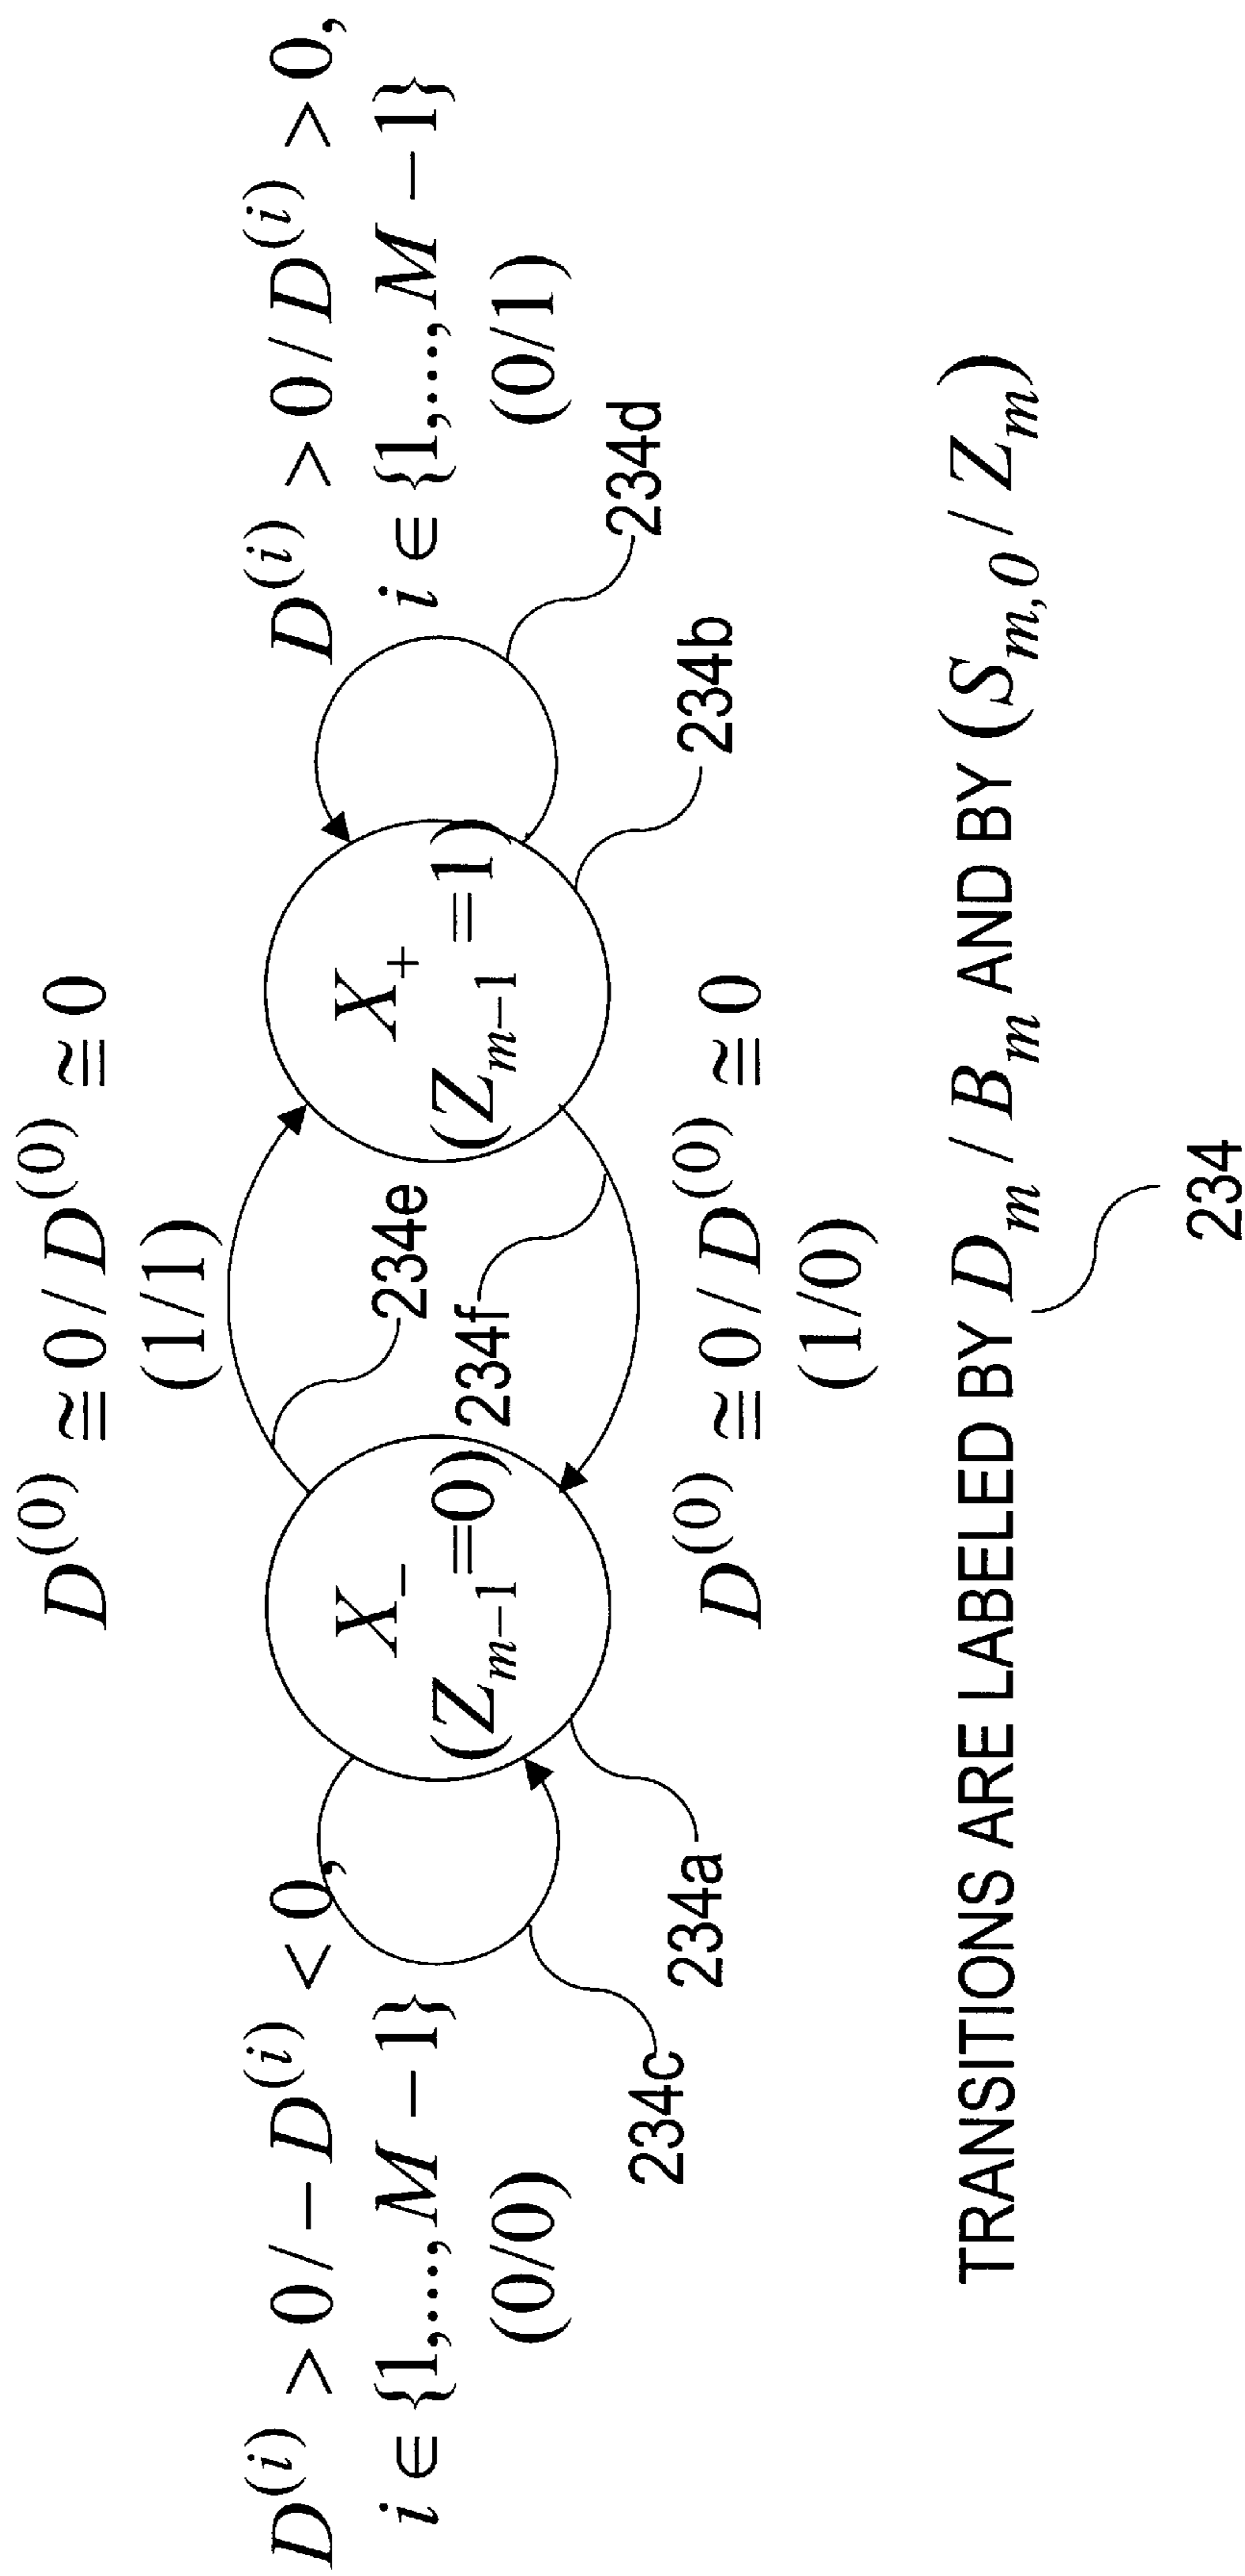 D^(0) ≅ 0 / D^(0) ≅ 0
(1/1)
D^(i) > 0 / − D^(i) < 0,
i ∈ {1,...., M − 1}
(0/0)
D^(i) > 0 / D^(i) > 0,
i ∈ {1,...., M − 1}
(0/1)
X_−
(Z_{m−1}=0)
X_+
(Z_{m−1}=1)
234e
234f
234c
234a
234b
234d
D^(0) ≅ 0 / D^(0) ≅ 0
(1/0)
TRANSITIONS ARE LABELED BY D_m / B_m AND BY (S_{m,0} / Z_m)
234